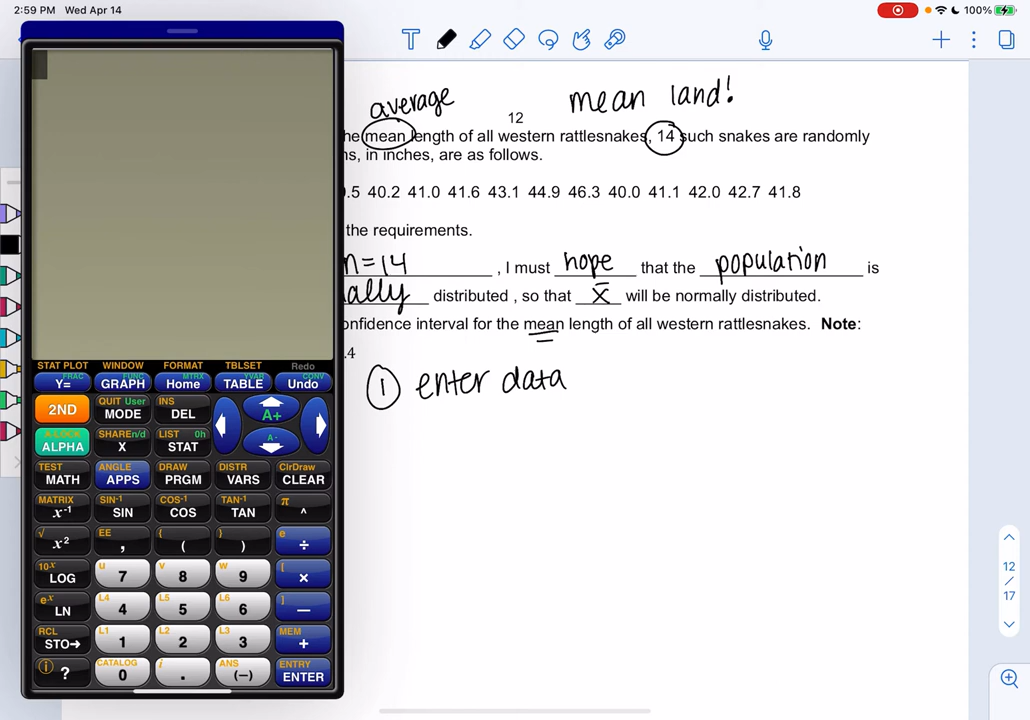 2:59 PM Wed Apr 14
100%
average
mean land!
12
he mean length of all western rattlesnakes, 14 such snakes are randomly
ns, in inches, are as follows.
.5 40.2 41.0 41.6 43.1 44.9 46.3 40.0 41.1 42.0 42.7 41.8
the requirements.
n=14 , I must hope that the population is
ally distributed , so that x̄ will be normally distributed.
onfidence interval for the mean length of all western rattlesnakes. Note:
.4
① enter data
STAT PLOT WINDOW FORMAT TBLSET Redo
Y= GRAPH Home TABLE Undo
QUIT User INS
2ND MODE DEL A+
A-LOCK SHARE n/d LIST 0h A-
ALPHA X STAT
TEST ANGLE DRAW DISTR ClrDraw
MATH APPS PRGM VARS CLEAR
MATRIX SIN-1 COS-1 TAN-1 π
x-1 SIN COS TAN ^
√ EE { } e
x2 , ( ) ÷
10x u v w [
LOG 7 8 9 ×
ex L4 L5 L6 ]
LN 4 5 6 —
RCL L1 L2 L3 MEM
STO➔ 1 2 3 +
i CATALOG i ANS ENTRY
? 0 . (—) ENTER
12
/
17